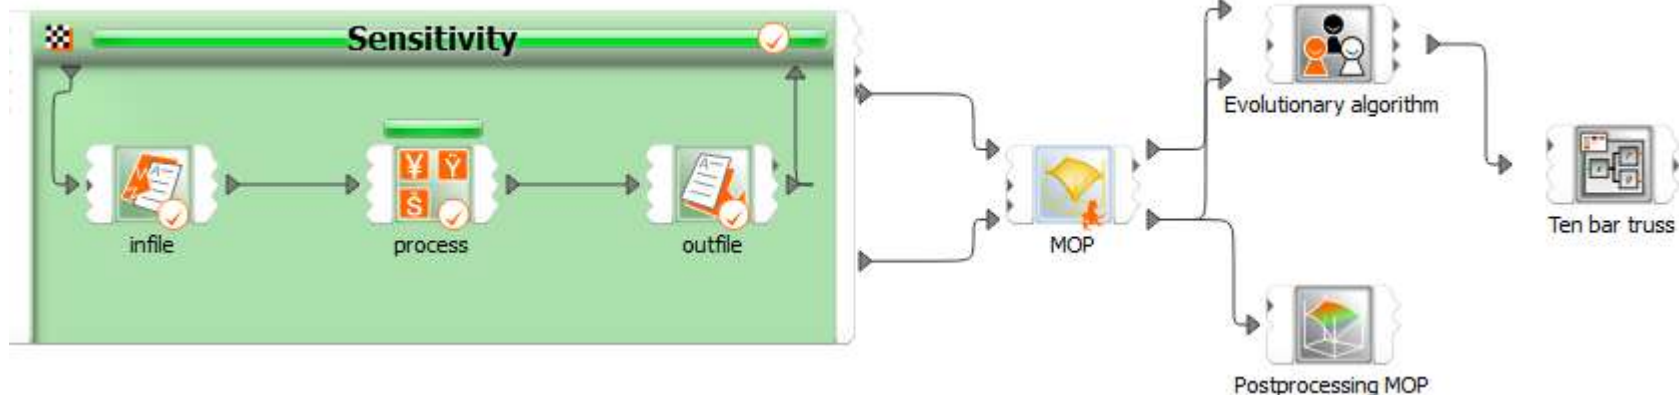 Sensitivity
infile
process
outfile
MOP
Evolutionary algorithm
Ten bar truss
Postprocessing MOP